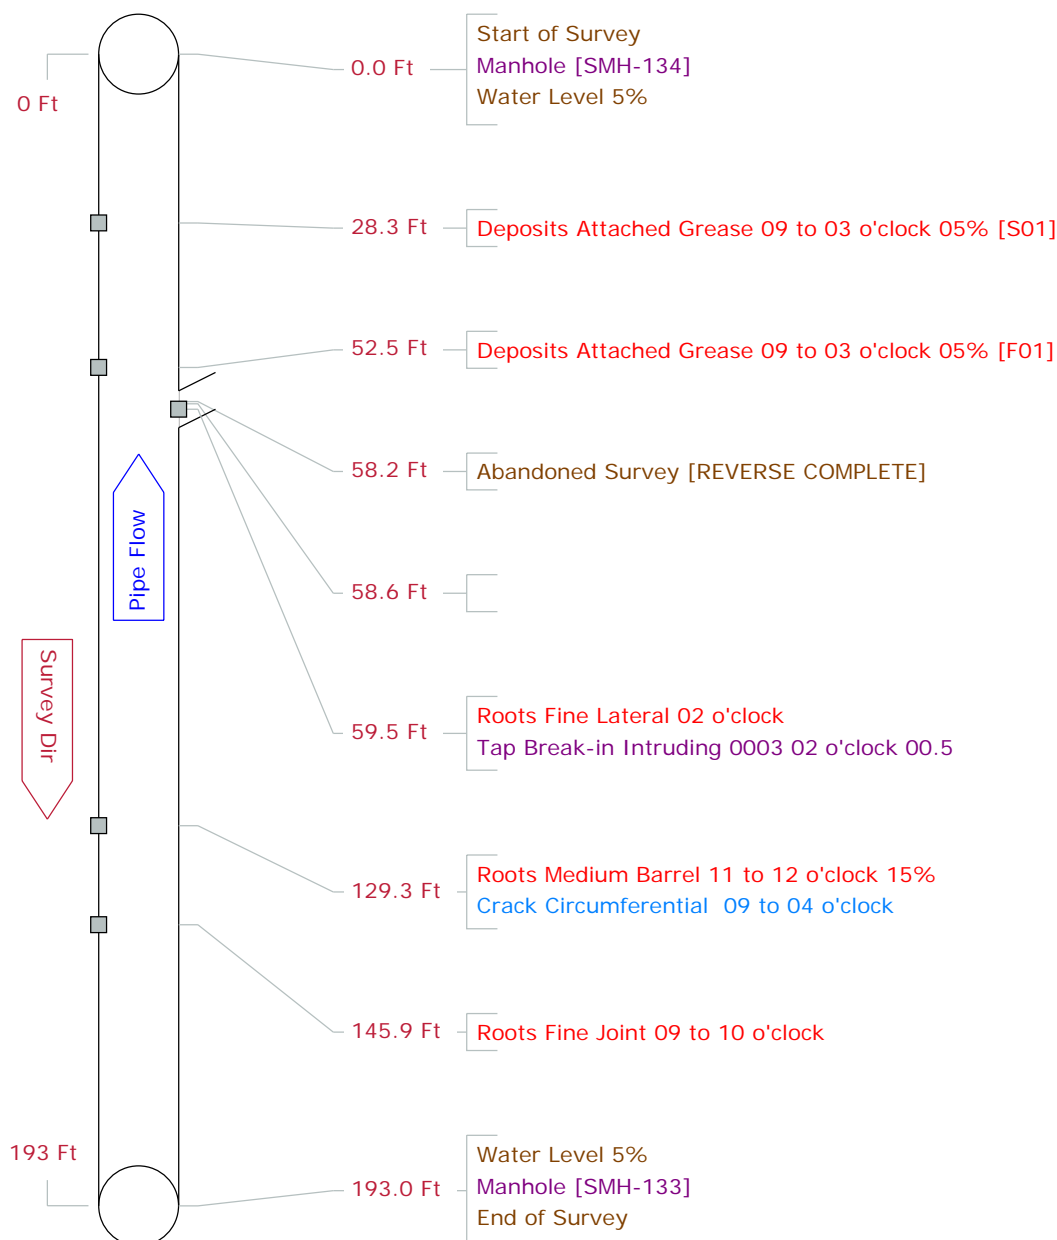 Start of Survey
0.0 Ft
Manhole [SMH-134]
Water Level 5%
0 Ft
28.3 Ft
Deposits Attached Grease 09 to 03 o'clock 05% [S01]
52.5 Ft
Deposits Attached Grease 09 to 03 o'clock 05% [F01]
58.2 Ft
Abandoned Survey [REVERSE COMPLETE]
Pipe Flow
58.6 Ft
Survey Dir
59.5 Ft
Roots Fine Lateral 02 o'clock
Tap Break-in Intruding 0003 02 o'clock 00.5
129.3 Ft
Roots Medium Barrel 11 to 12 o'clock 15%
Crack Circumferential  09 to 04 o'clock
145.9 Ft
Roots Fine Joint 09 to 10 o'clock
193 Ft
193.0 Ft
Water Level 5%
Manhole [SMH-133]
End of Survey